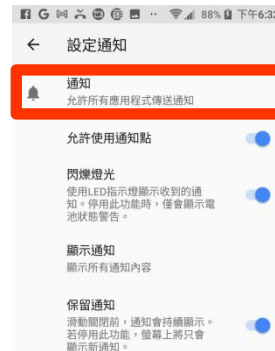 88% 下午6:32
設定通知
通知
允許所有應用程式傳送通知
允許使用通知點
閃爍燈光
使用LED指示燈顯示收到的通
知。停用此功能時，僅會顯示電
池狀態警告。
顯示通知
顯示所有通知內容
保留通知
滑動關閉前，通知會持續顯示。
若停用此功能，螢幕上將只會
顯示新通知。